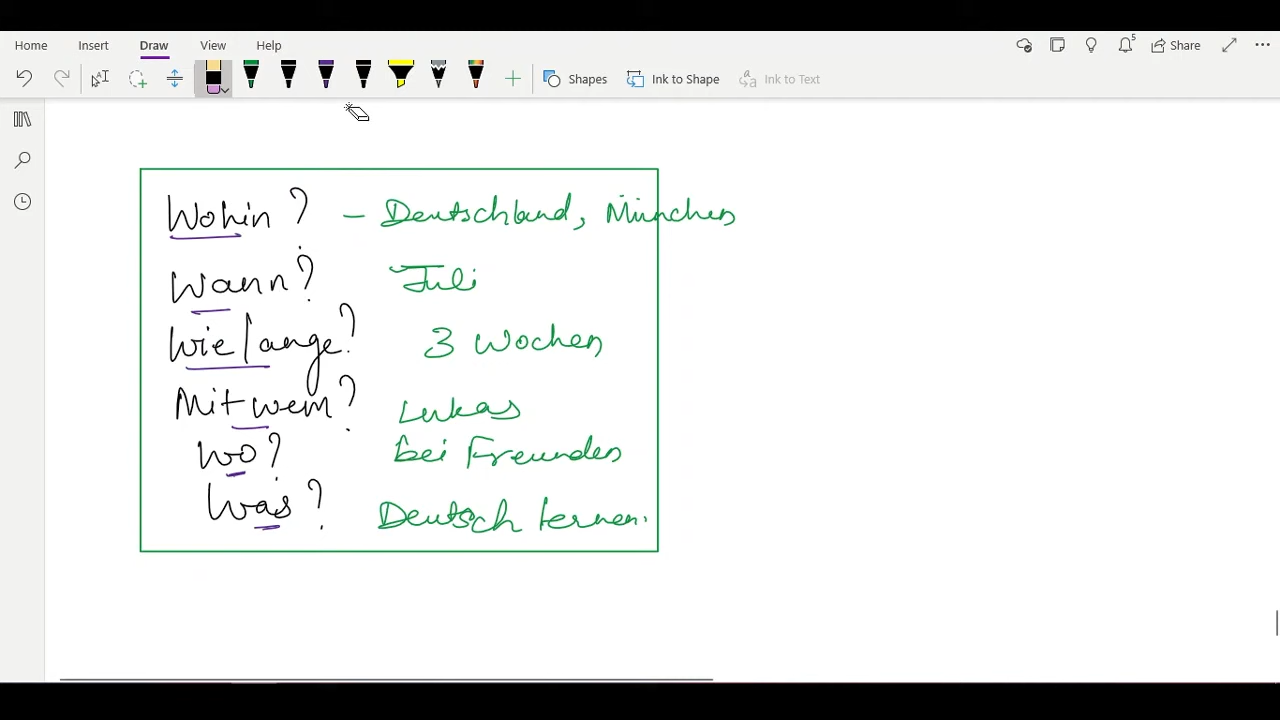 Home Insert Draw View Help 5 Share
Shapes Ink to Shape Ink to Text
Wohin? – Deutschland, München
Wann? Juli
Wie lange? 3 Wochen
Mit wem? Lukas
Wo? bei Freunden
Was? Deutsch lernen.